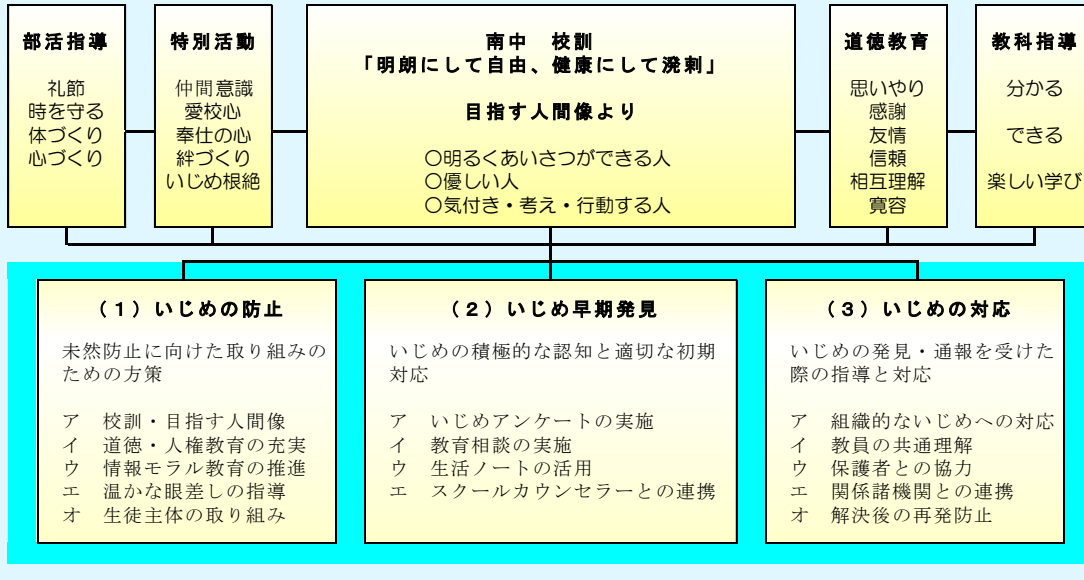 部活指導
礼節
時を守る
体づくり
心づくり
特別活動
仲間意識
愛校心
奉仕の心
絆づくり
いじめ根絶
南中　校訓
「明朗にして自由、健康にして溌剌」
目指す人間像より
○明るくあいさつができる人
○優しい人
○気付き・考え・行動する人
道徳教育
思いやり
感謝
友情
信頼
相互理解
寛容
教科指導
分かる
できる
楽しい学び
（１）いじめの防止
未然防止に向けた取り組みの
ための方策
ア　校訓・目指す人間像
イ　道徳・人権教育の充実
ウ　情報モラル教育の推進
エ　温かな眼差しの指導
オ　生徒主体の取り組み
（２）いじめ早期発見
いじめの積極的な認知と適切な初期
対応
ア　いじめアンケートの実施
イ　教育相談の実施
ウ　生活ノートの活用
エ　スクールカウンセラーとの連携
（３）いじめの対応
いじめの発見・通報を受けた
際の指導と対応
ア　組織的ないじめへの対応
イ　教員の共通理解
ウ　保護者との協力
エ　関係諸機関との連携
オ　解決後の再発防止